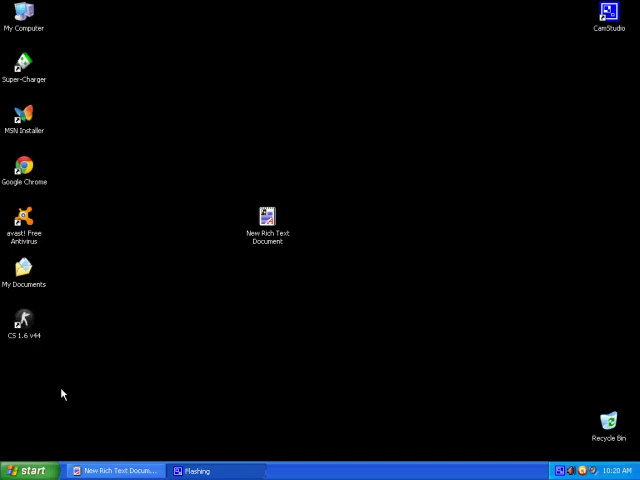 My Computer
CamStudio
Super-Charger
MSN Installer
Google Chrome
avast! Free
Antivirus
New Rich Text
Document
My Documents
CS 1.6 v44
Recycle Bin
start
New Rich Text Docum...
Flashing
10:20 AM